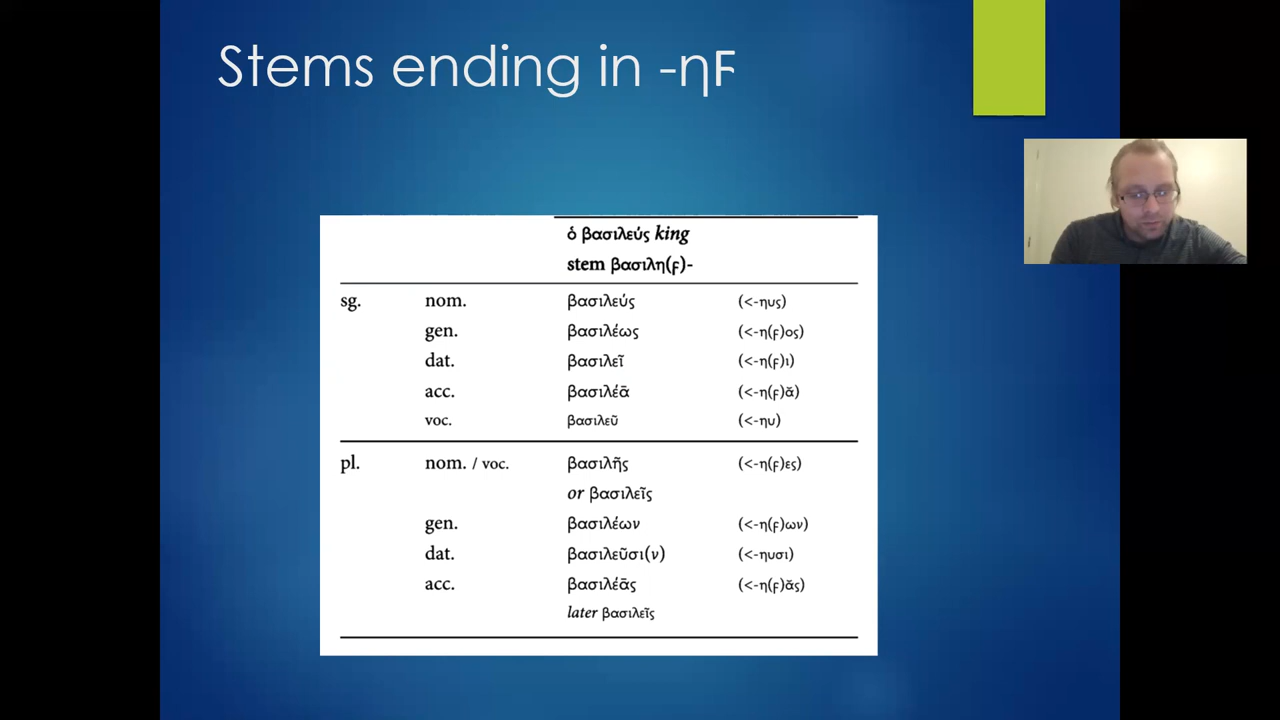 Stems ending in -ηϝ
ὁ βασιλεύς king
stem βασιλη(ϝ)-
sg. nom. βασιλεύς (<-ηυς)
gen. βασιλέως (<-η(ϝ)ος)
dat. βασιλεῖ (<-η(ϝ)ι)
acc. βασιλέᾱ (<-η(ϝ)ᾰ)
voc. βασιλεῦ (<-ηυ)
pl. nom. / voc. βασιλῆς (<-η(ϝ)ες)
or βασιλεῖς
gen. βασιλέων (<-η(ϝ)ων)
dat. βασιλεῦσι(ν) (<-ηυσι)
acc. βασιλέᾱς (<-η(ϝ)ᾰς)
later βασιλεῖς